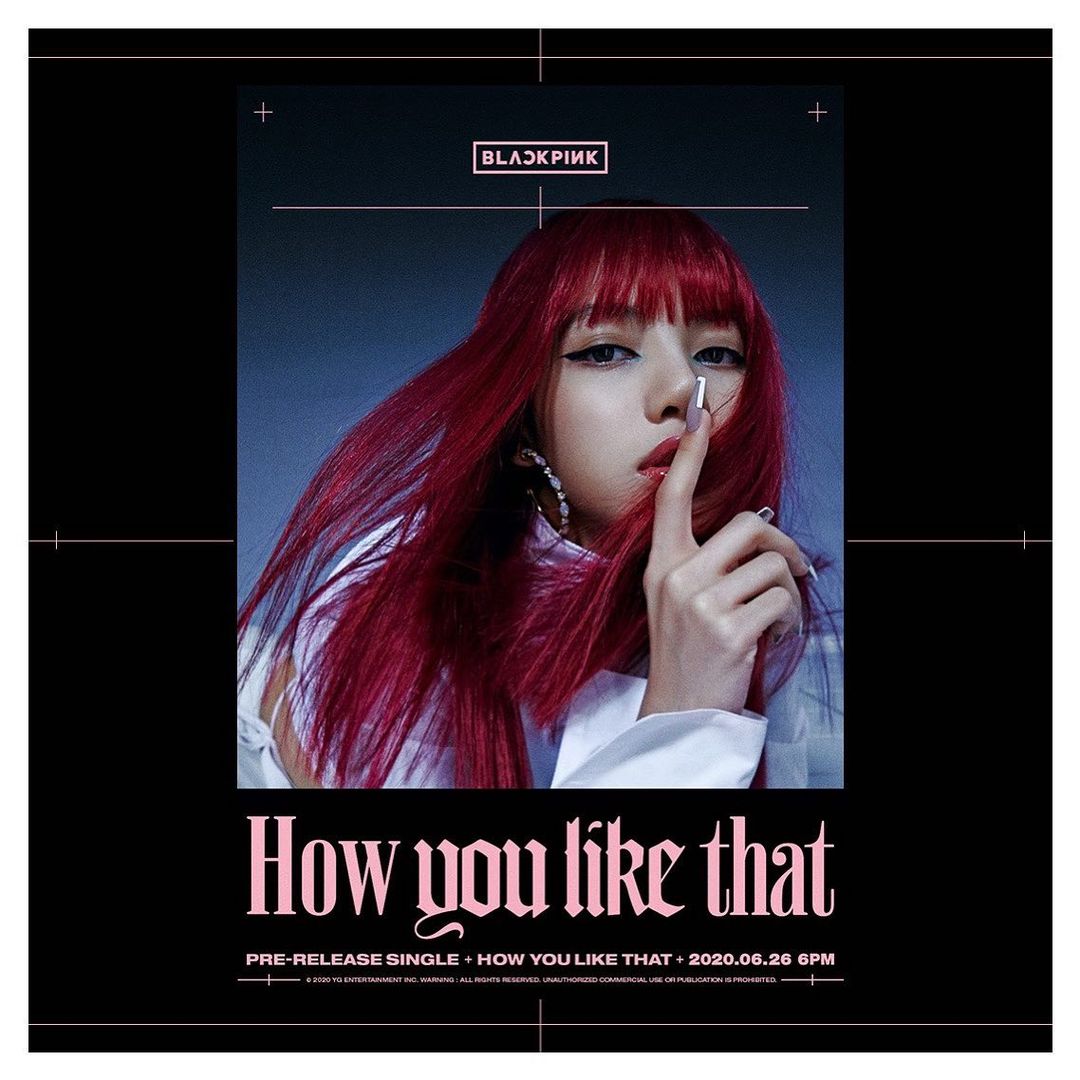 BLACKPINK
How you like that
PRE-RELEASE SINGLE + HOW YOU LIKE THAT + 2020.06.26 6PM
© 2020 YG ENTERTAINMENT INC. WARNING : ALL RIGHTS RESERVED. UNAUTHORIZED COMMERCIAL USE OR PUBLICATION IS PROHIBITED.